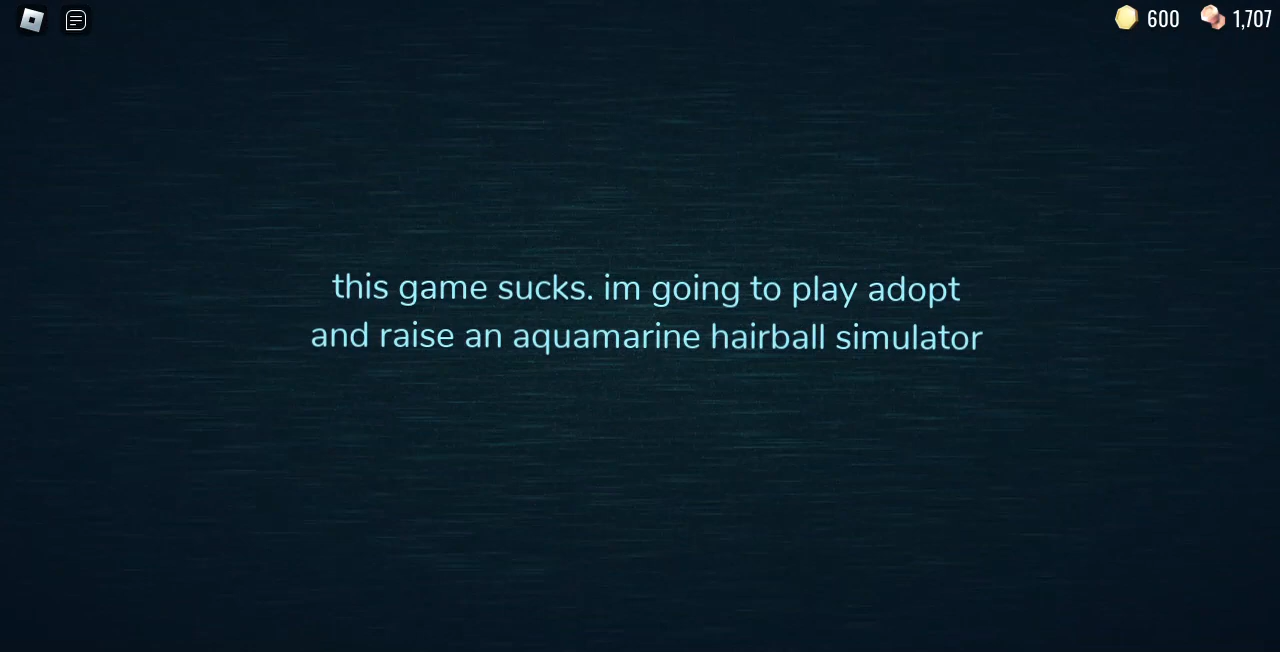 600 1,707
this game sucks. im going to play adopt
and raise an aquamarine hairball simulator